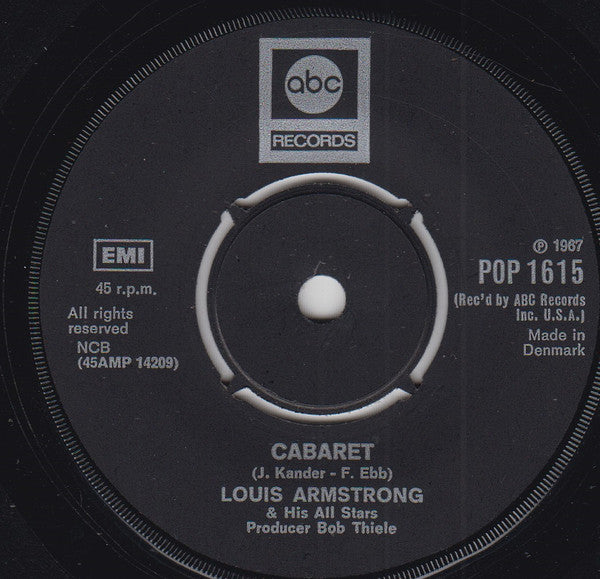 abc
RECORDS
EMI
45 r.p.m.
All rights
reserved
NCB
(45AMP 14209)
℗ 1967
POP 1615
(Rec'd by ABC Records
Inc. U.S.A.)
Made in
Denmark
CABARET
(J. Kander - F. Ebb)
LOUIS ARMSTRONG
& His All Stars
Producer Bob Thiele